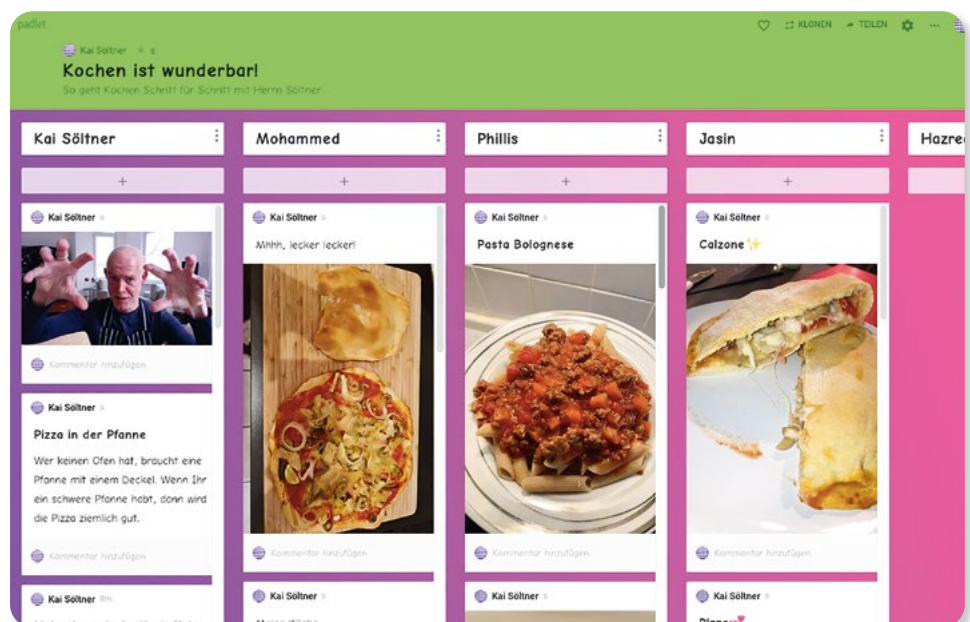 padlet
KLONEN
TEILEN
Kai Söltner
Kochen ist wunderbar!
So geht Kochen Schritt für Schritt mit Herrn Söltner
Kai Söltner
Mohammed
Phillis
Jasin
Kai Söltner
Kommentar hinzufügen
Kai Söltner
Pizza in der Pfanne
Wer keinen Ofen hat, braucht eine
Pfanne mit einem Deckel. Wenn Ihr
ein schwere Pfanne habt, dann wird
die Pizza ziemlich gut.
Kommentar hinzufügen
Kai Söltner
Kai Söltner
Mhhh, lecker lecker!
Kommentar hinzufügen
Kai Söltner
Kai Söltner
Pasta Bolognese
Kommentar hinzufügen
Kai Söltner
Kai Söltner
Calzone ✨
Kommentar hinzufügen
Kai Söltner